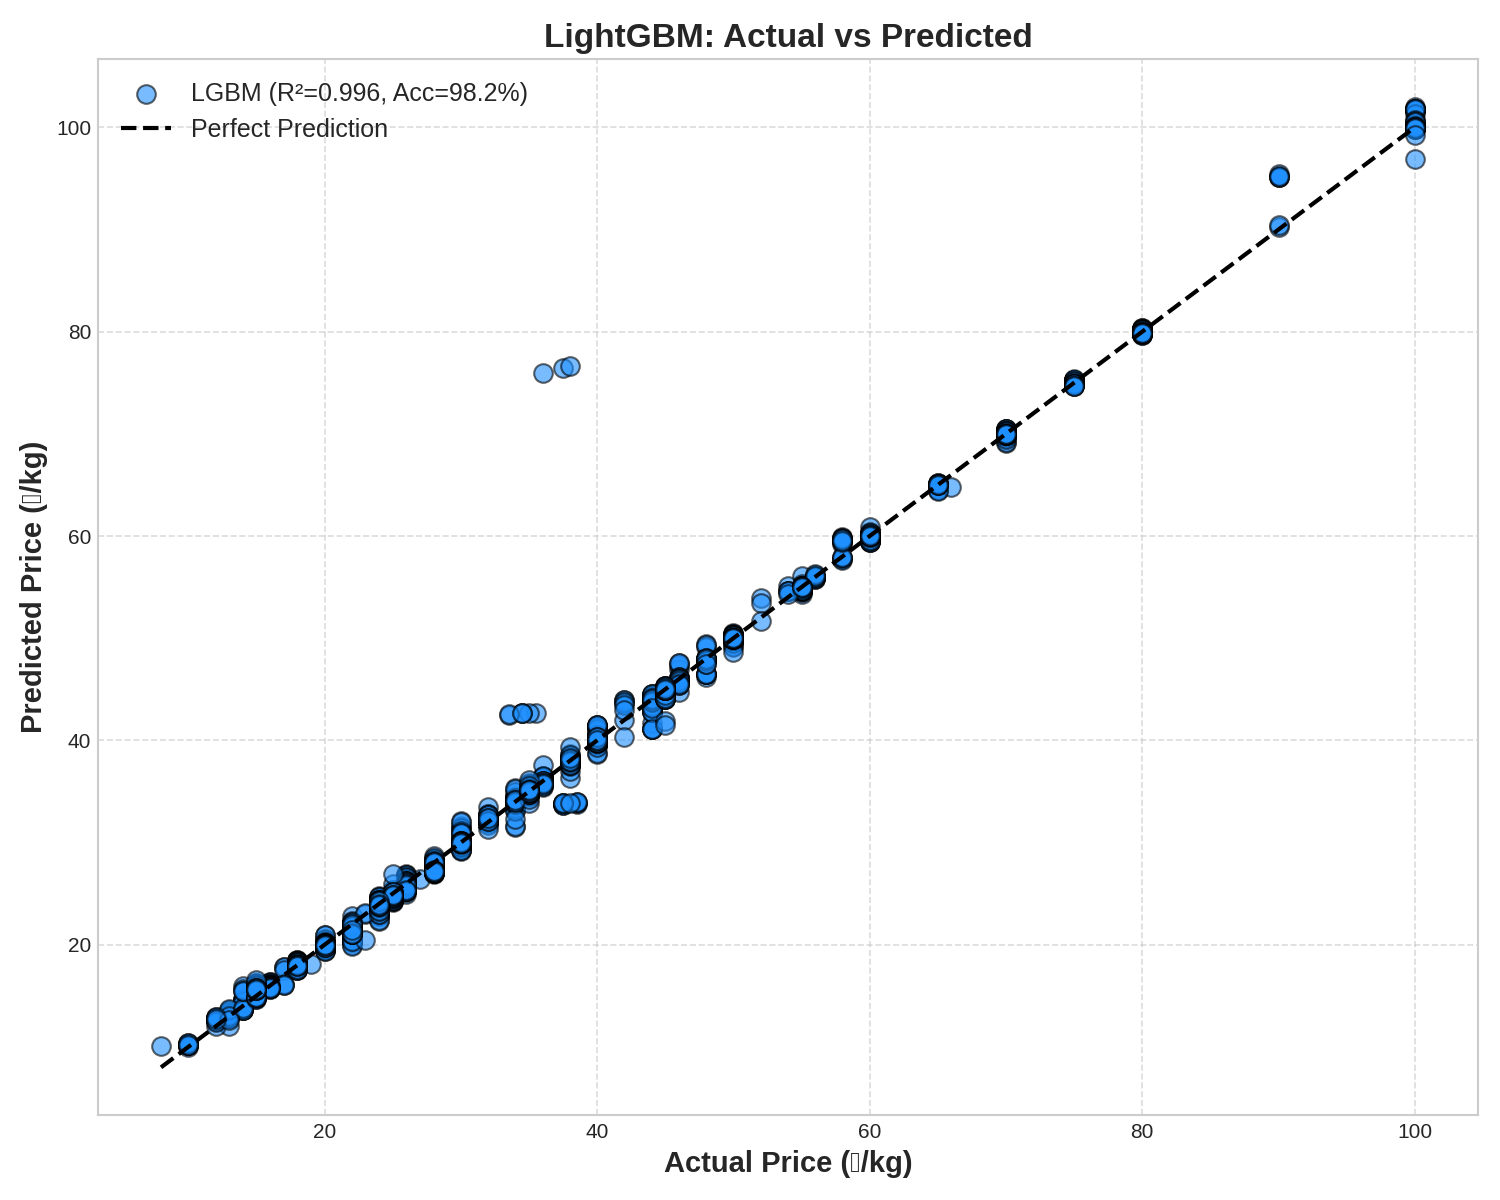 LightGBM: Actual vs Predicted
LGBM (R²=0.996, Acc=98.2%)
Perfect Prediction
100
80
60
40
20
Predicted Price (▯/kg)
20 40 60 80 100
Actual Price (▯/kg)